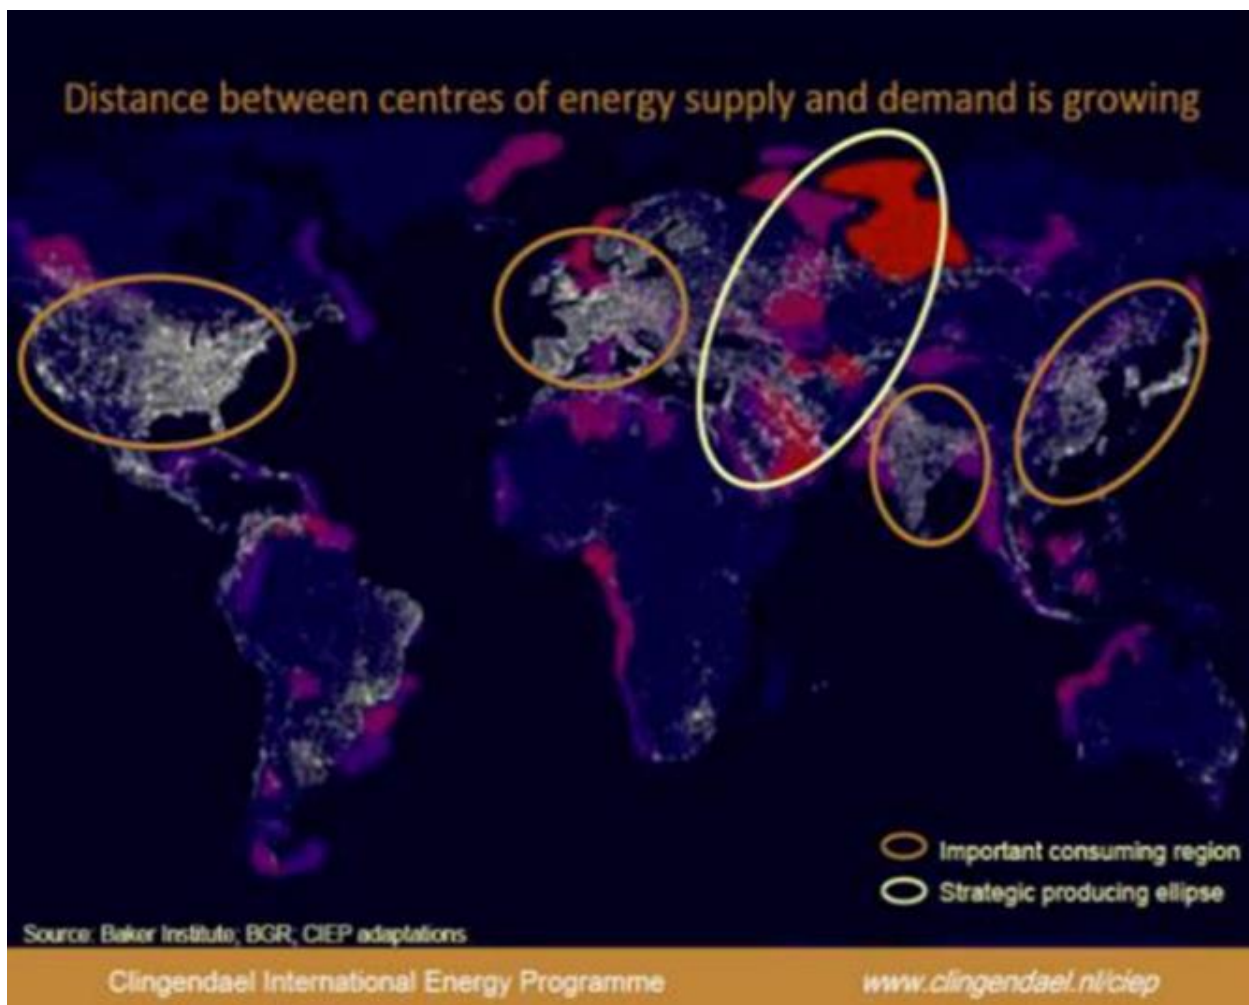 Distance between centres of energy supply and demand is growing
Important consuming region
Strategic producing ellipse
Source: Baker Institute; BGR; CIEP adaptations
Clingendael International Energy Programme www.clingendael.nl/ciep